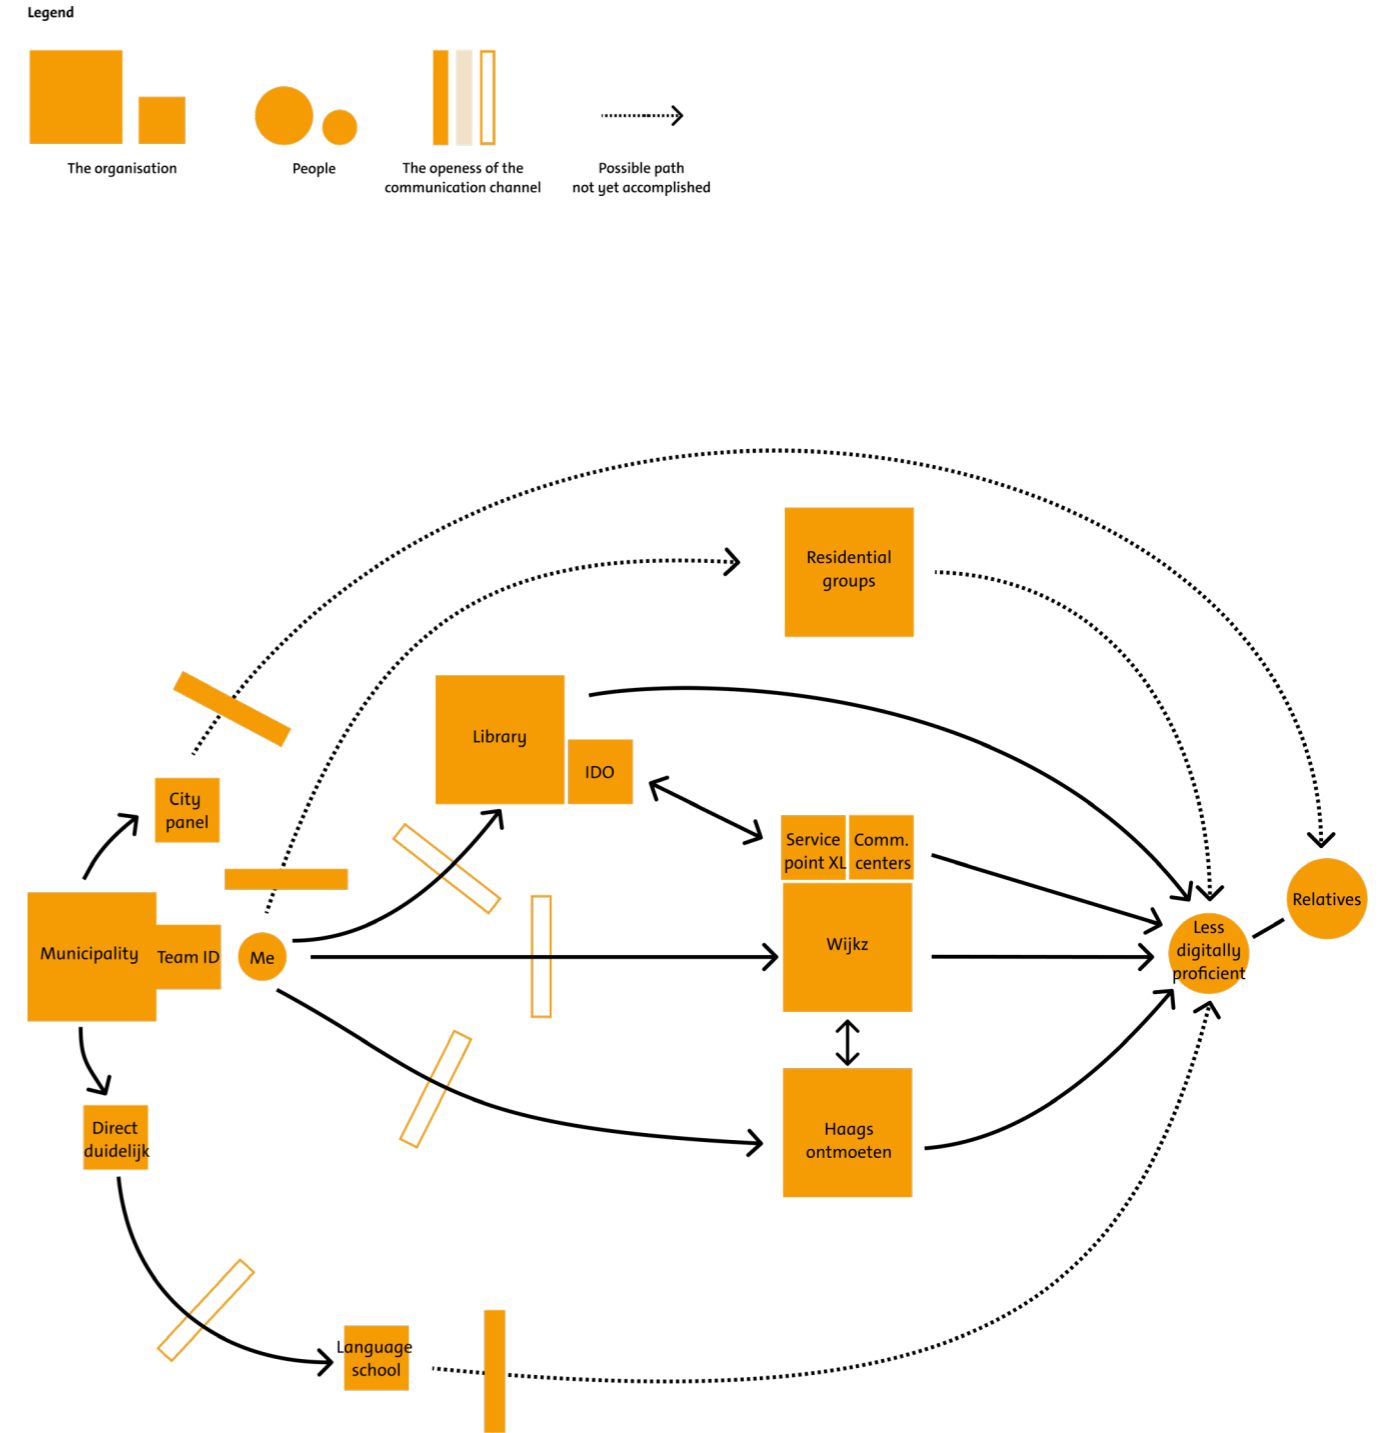 Legend
The organisation
People
The openess of the
communication channel
Possible path
not yet accomplished
Residential
groups
Library
IDO
City
panel
Service
point XL
Comm.
centers
Municipality
Team ID
Me
Wijkz
Less
digitally
proficient
Relatives
Direct
duidelijk
Haags
ontmoeten
Language
school